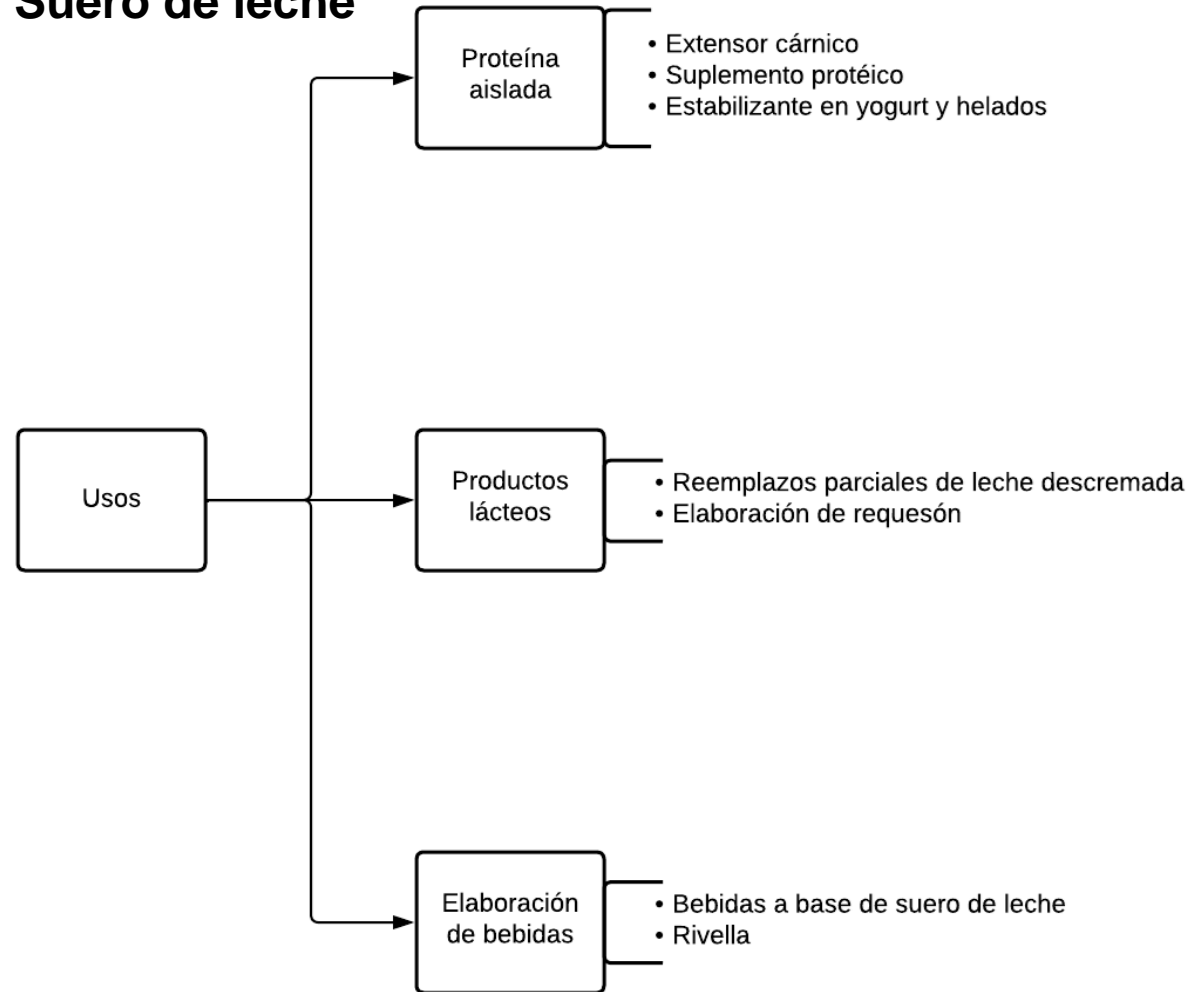 Suero de leche
Proteína
aislada
• Extensor cárnico
• Suplemento protéico
• Estabilizante en yogurt y helados
Usos
Productos
lácteos
• Reemplazos parciales de leche descremada
• Elaboración de requesón
Elaboración
de bebidas
• Bebidas a base de suero de leche
• Rivella